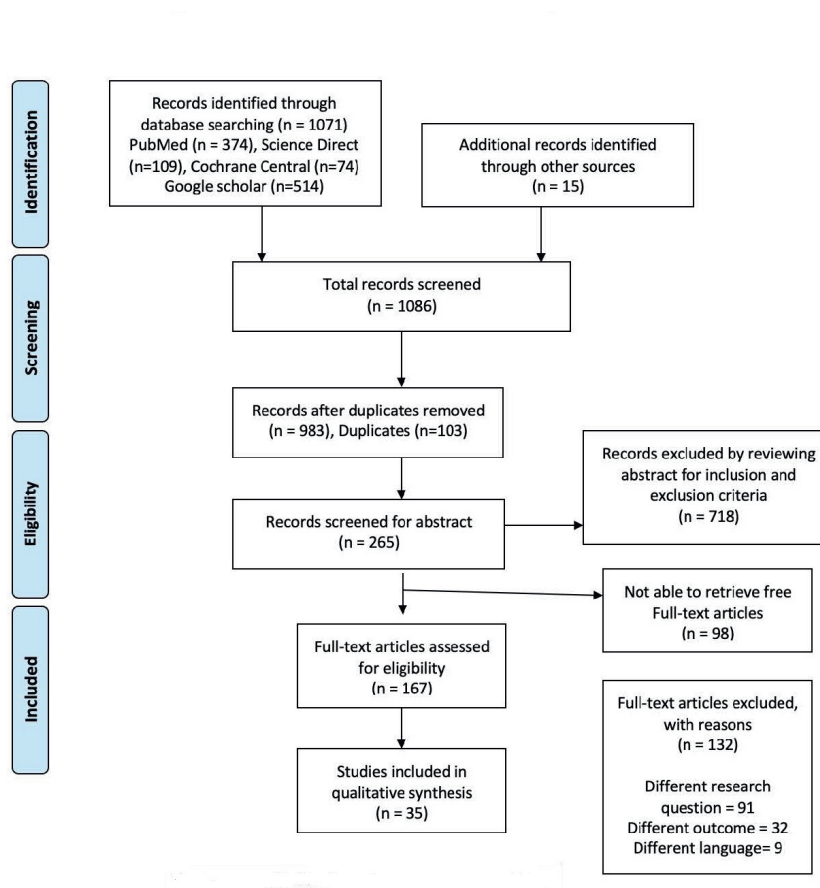 Identification
Records identified through
database searching (n = 1071)
PubMed (n = 374), Science Direct
(n=109), Cochrane Central (n=74)
Google scholar (n=514)
Additional records identified
through other sources
(n = 15)
Screening
Total records screened
(n = 1086)
Records after duplicates removed
(n = 983), Duplicates (n=103)
Eligibility
Records screened for abstract
(n = 265)
Records excluded by reviewing
abstract for inclusion and
exclusion criteria
(n = 718)
Not able to retrieve free
Full-text articles
(n = 98)
Included
Full-text articles assessed
for eligibility
(n = 167)
Full-text articles excluded,
with reasons
(n = 132)
Different research
question = 91
Different outcome = 32
Different language= 9
Studies included in
qualitative synthesis
(n = 35)